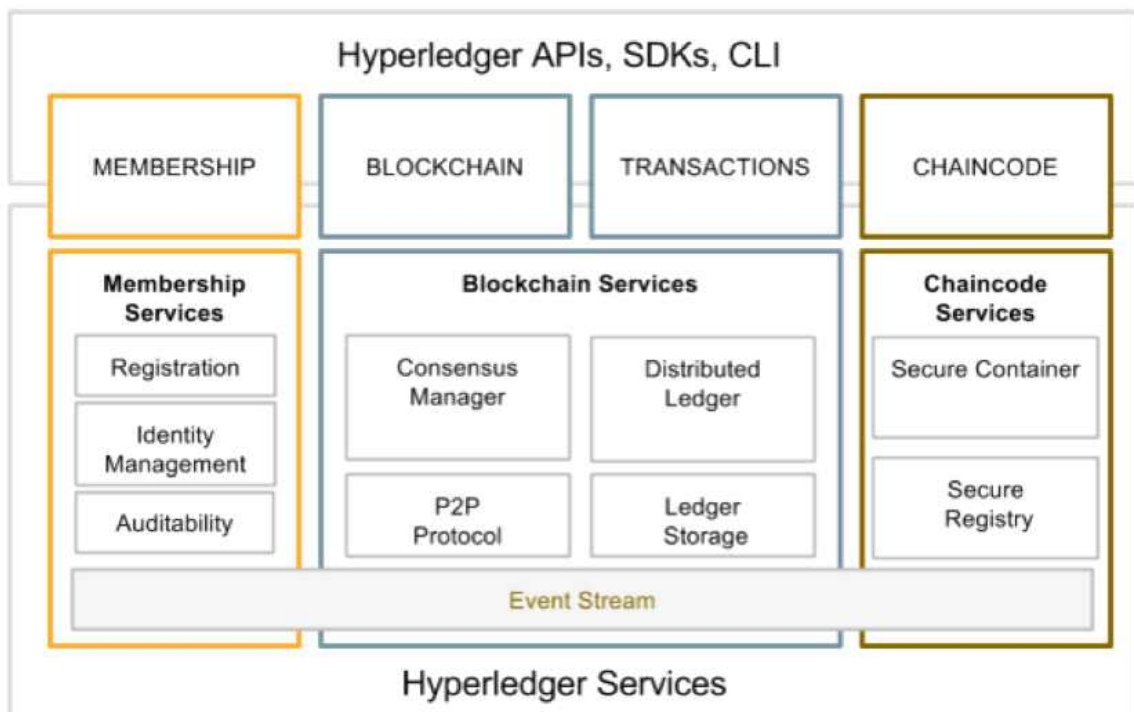 Hyperledger APIs, SDKs, CLI
MEMBERSHIP
BLOCKCHAIN
TRANSACTIONS
CHAINCODE
Membership
Services
Registration
Identity
Management
Auditability
Blockchain Services
Consensus
Manager
Distributed
Ledger
P2P
Protocol
Ledger
Storage
Chaincode
Services
Secure Container
Secure
Registry
Event Stream
Hyperledger Services